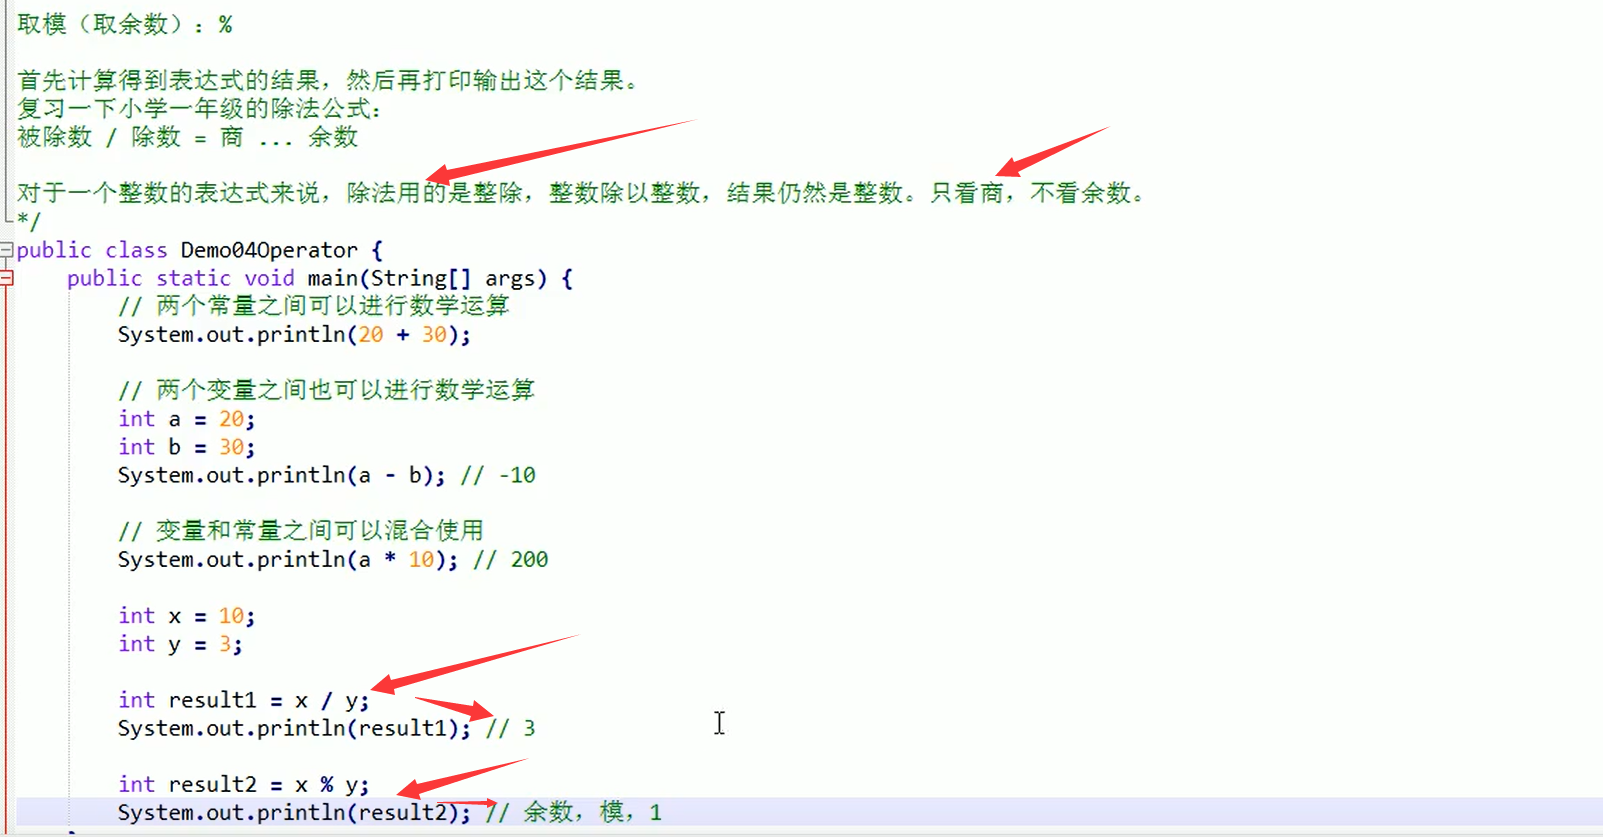 取模（取余数）：%
首先计算得到表达式的结果，然后再打印输出这个结果。
复习一下小学一年级的除法公式：
被除数 / 除数 = 商 ... 余数
对于一个整数的表达式来说，除法用的是整除，整数除以整数，结果仍然是整数。只看商，不看余数。
*/
public class Demo04Operator {
public static void main(String[] args) {
// 两个常量之间可以进行数学运算
System.out.println(20 + 30);
// 两个变量之间也可以进行数学运算
int a = 20;
int b = 30;
System.out.println(a - b); // -10
// 变量和常量之间可以混合使用
System.out.println(a * 10); // 200
int x = 10;
int y = 3;
int result1 = x / y;
System.out.println(result1); // 3
int result2 = x % y;
System.out.println(result2); // 余数，模，1